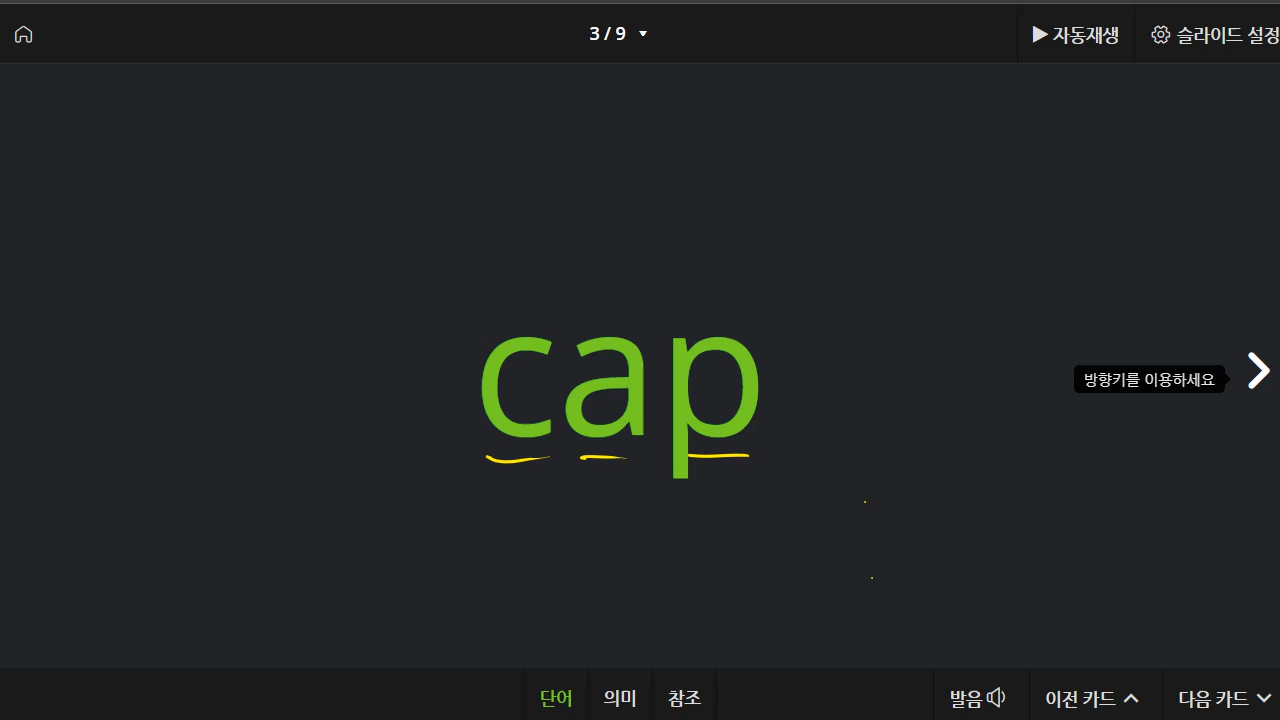 3 / 9
자동재생
슬라이드 설정
cap
방향키를 이용하세요
단어
의미
참조
발음
이전 카드
다음 카드